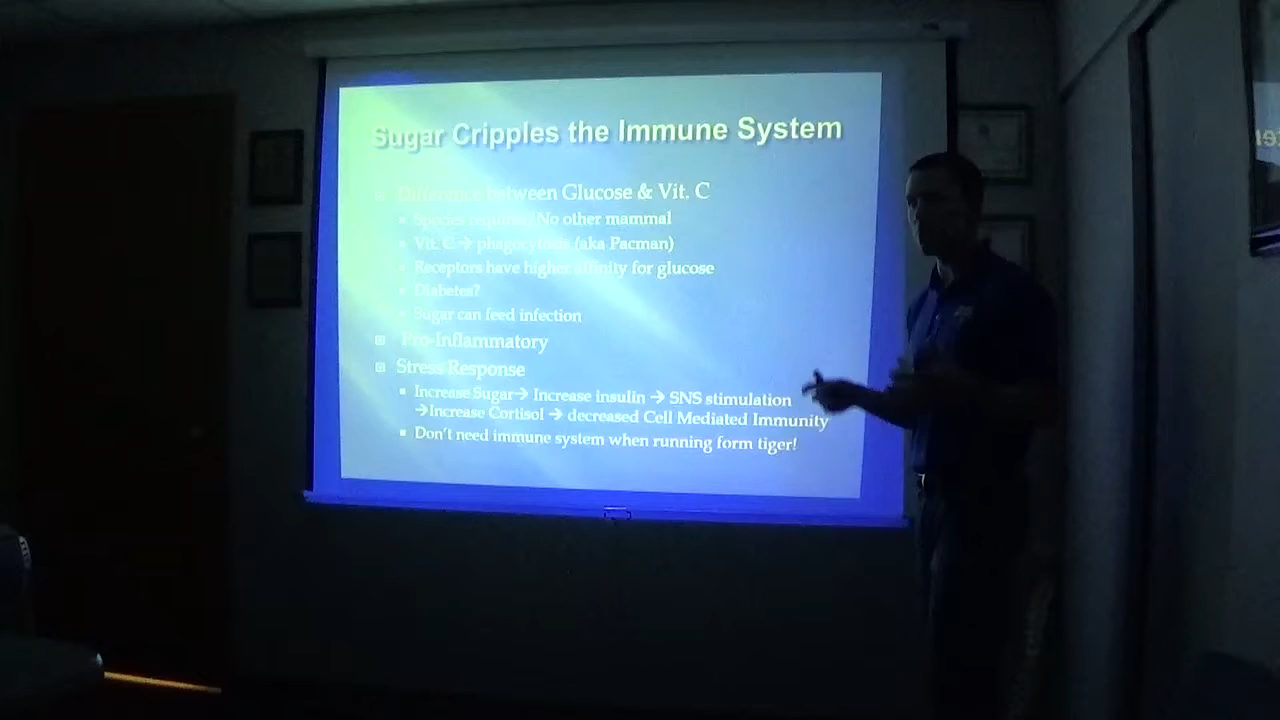 Sugar Cripples the Immune System
Difference between Glucose & Vit. C
Species required/No other mammal
Vit. C→ phagocytosis (aka Pacman)
Receptors have higher affinity for glucose
Diabetes?
Sugar can feed infection
Pro-Inflammatory
Stress Response
Increase Sugar→ Increase insulin → SNS stimulation
→Increase Cortisol → decreased Cell Mediated Immunity
Don't need immune system when running form tiger!